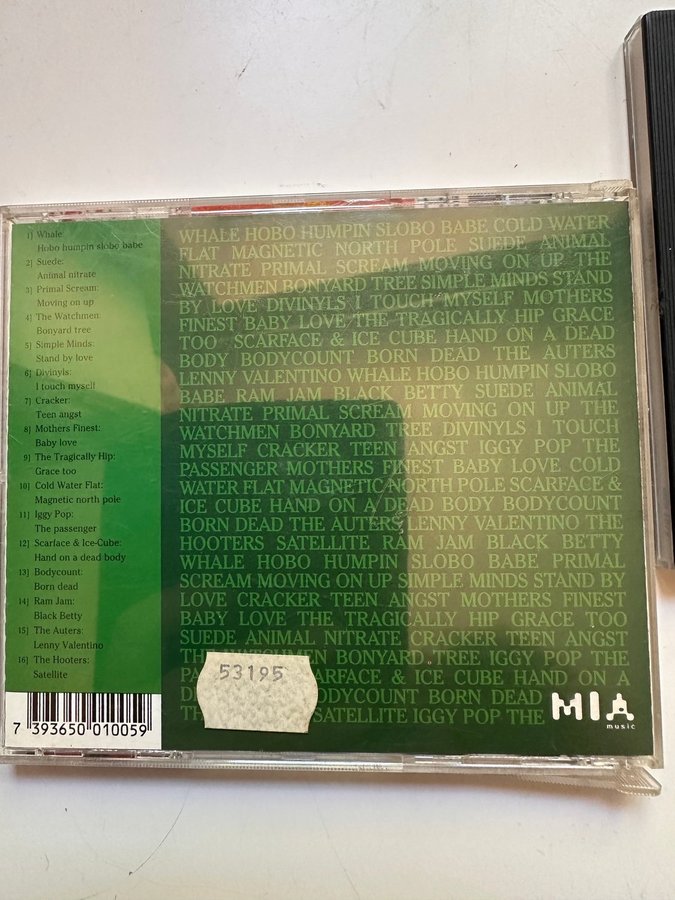 1] Whale:
Hobo humpin slobo babe
2] Suede:
Animal nitrate
3] Primal Scream:
Moving on up
4] The Watchmen:
Bonyard tree
5] Simple Minds:
Stand by love
6] Divinyls:
I touch myself
7] Cracker:
Teen angst
8] Mothers Finest:
Baby love
9] The Tragically Hip:
Grace too
10] Cold Water Flat:
Magnetic north pole
11] Iggy Pop:
The passenger
12] Scarface & Ice-Cube:
Hand on a dead body
13] Bodycount:
Born dead
14] Ram Jam:
Black Betty
15] The Auters:
Lenny Valentino
16] The Hooters:
Satellite
7 393650 010059
WHALE HOBO HUMPIN SLOBO BABE COLD WATER
FLAT MAGNETIC NORTH POLE SUEDE ANIMAL
NITRATE PRIMAL SCREAM MOVING ON UP THE
WATCHMEN BONYARD TREE SIMPLE MINDS STAND
BY LOVE DIVINYLS I TOUCH MYSELF MOTHERS
FINEST BABY LOVE THE TRAGICALLY HIP GRACE
TOO SCARFACE & ICE CUBE HAND ON A DEAD
BODY BODYCOUNT BORN DEAD THE AUTERS
LENNY VALENTINO WHALE HOBO HUMPIN SLOBO
BABE RAM JAM BLACK BETTY SUEDE ANIMAL
NITRATE PRIMAL SCREAM MOVING ON UP THE
WATCHMEN BONYARD TREE DIVINYLS I TOUCH
MYSELF CRACKER TEEN ANGST IGGY POP THE
PASSENGER MOTHERS FINEST BABY LOVE COLD
WATER FLAT MAGNETIC NORTH POLE SCARFACE &
ICE CUBE HAND ON A DEAD BODY BODYCOUNT
BORN DEAD THE AUTERS LENNY VALENTINO THE
HOOTERS SATELLITE RAM JAM BLACK BETTY
WHALE HOBO HUMPIN SLOBO BABE PRIMAL
SCREAM MOVING ON UP SIMPLE MINDS STAND BY
LOVE CRACKER TEEN ANGST MOTHERS FINEST
BABY LOVE THE TRAGICALLY HIP GRACE TOO
SUEDE ANIMAL NITRATE CRACKER TEEN ANGST
THE WATCHMEN BONYARD TREE IGGY POP THE
& ICE CUBE HAND ON A
BODYCOUNT BORN DEAD
SATELLITE IGGY POP THE
53195
MIA
music